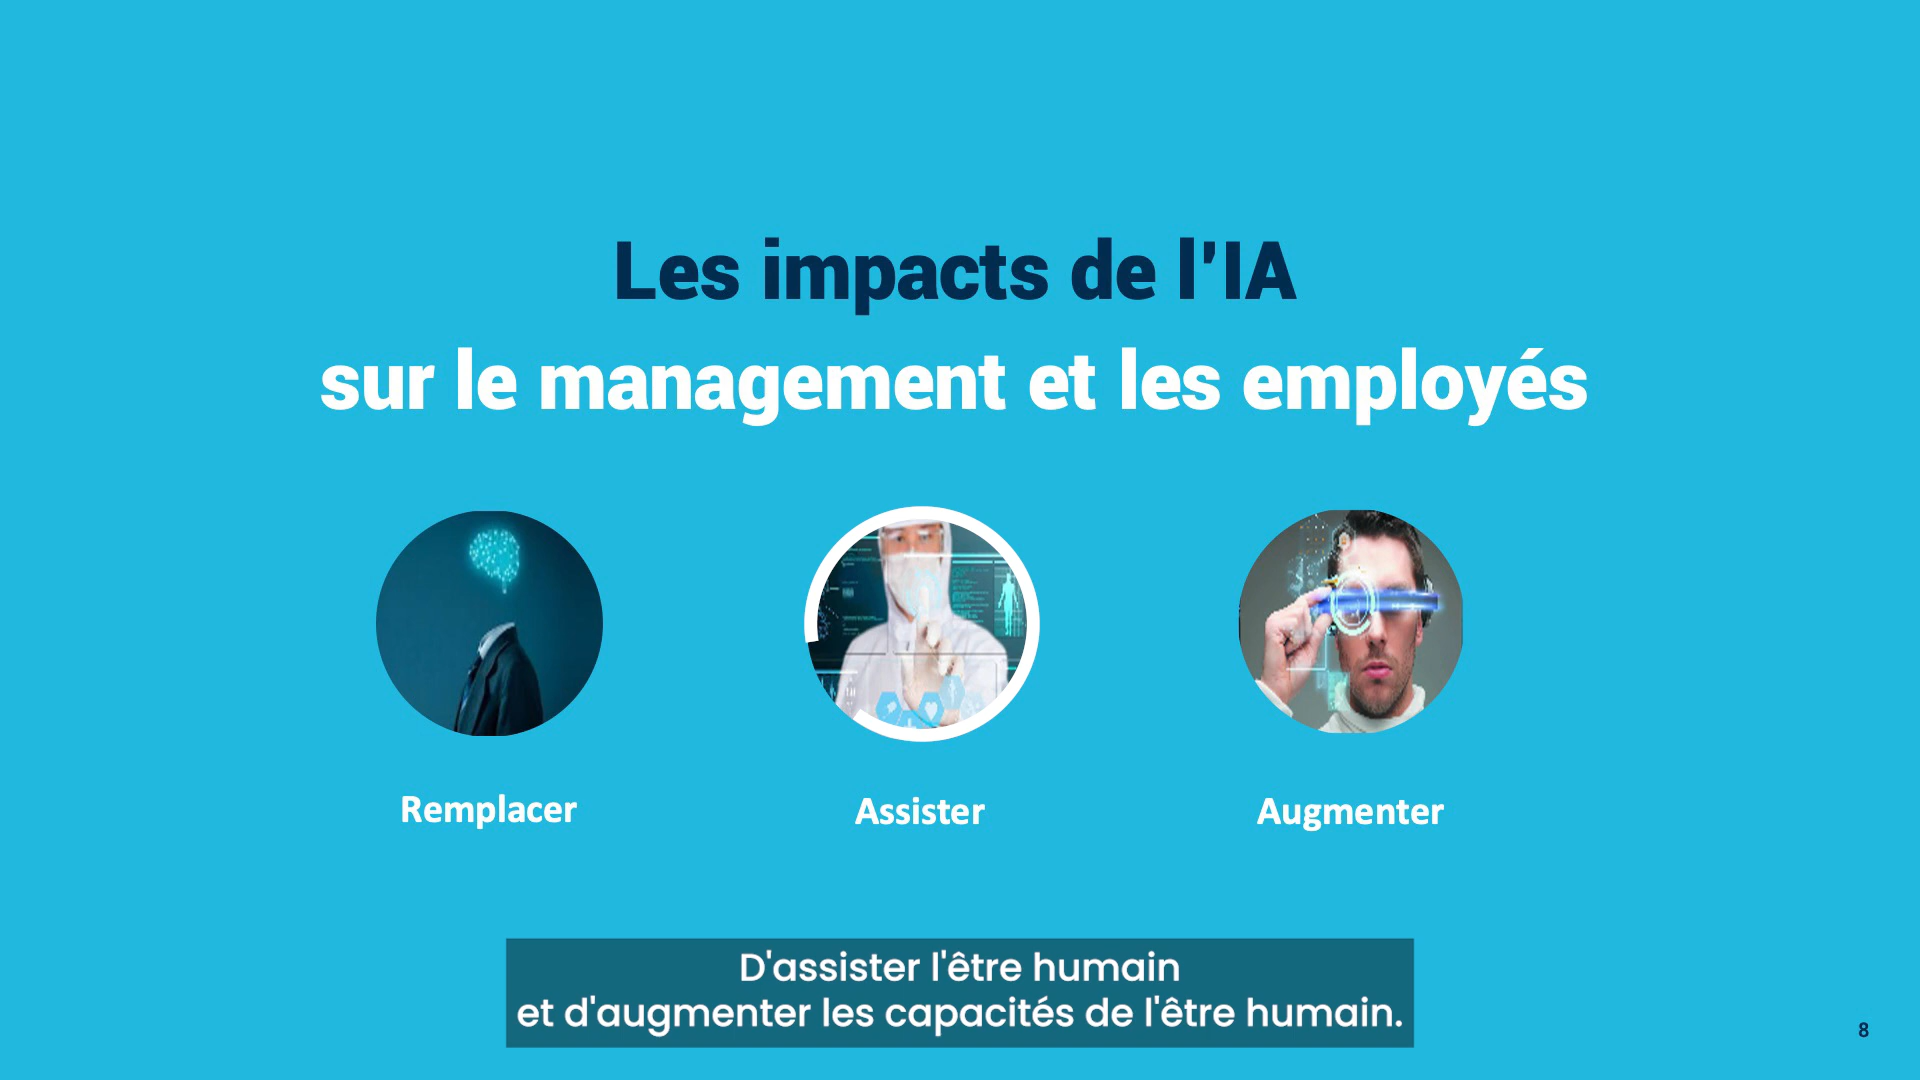 Les impacts de l'IA
sur le management et les employés
Remplacer
Assister
Augmenter
D'assister l'être humain
et d'augmenter les capacités de l'être humain.
8